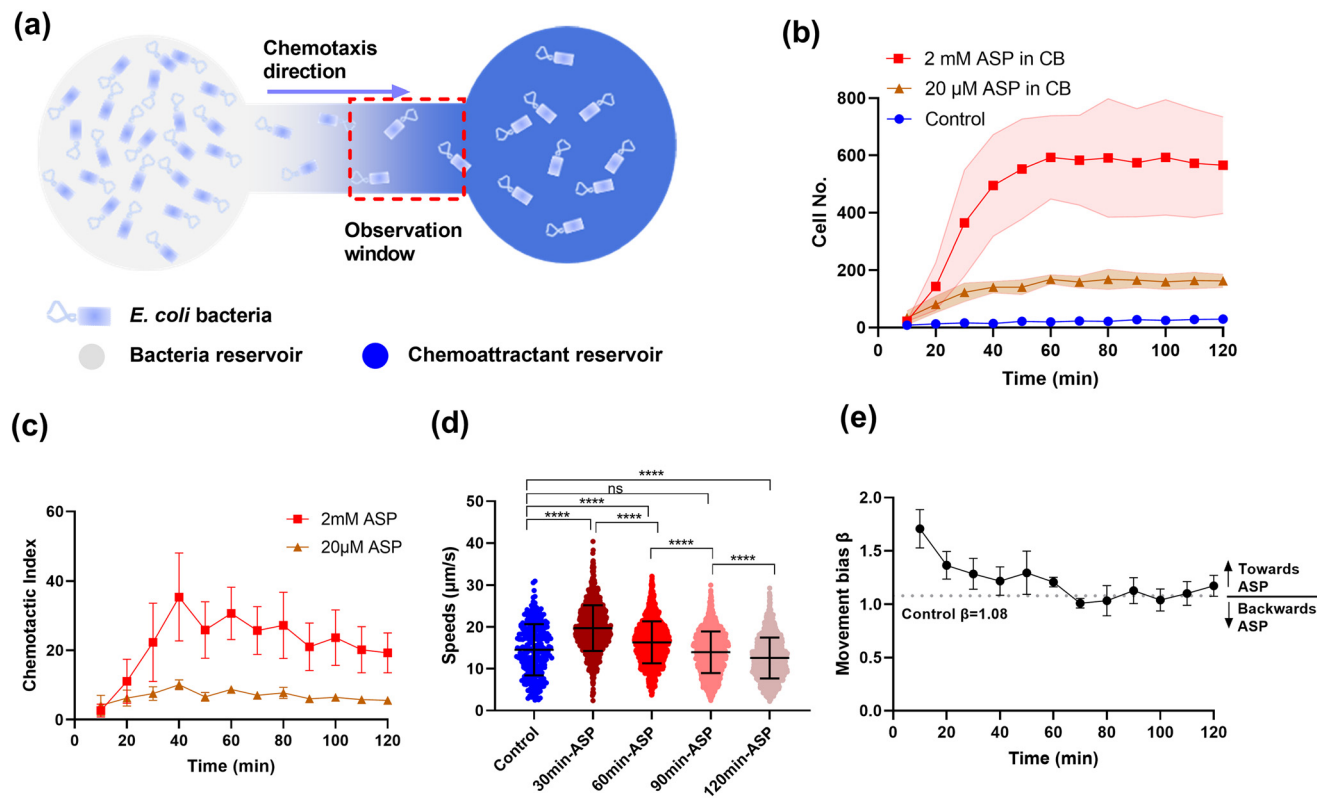 (a)
Chemotaxis
direction
Observation
window
E. coli bacteria
Bacteria reservoir
Chemoattractant reservoir
(b)
2 mM ASP in CB
20 µM ASP in CB
Control
800
600
400
200
0
Cell No.
0 20 40 60 80 100 120
Time (min)
(c)
2mM ASP
20µM ASP
60
40
20
0
Chemotactic Index
0 20 40 60 80 100 120
Time (min)
(d)
****
ns
****
**** ****
****
****
50
40
30
20
10
0
Speeds (µm/s)
Control
30min-ASP
60min-ASP
90min-ASP
120min-ASP
(e)
2.0
1.5
1.0
0.5
0.0
Movement bias β
Control β=1.08
Towards
ASP
Backwards
ASP
0 20 40 60 80 100 120
Time (min)